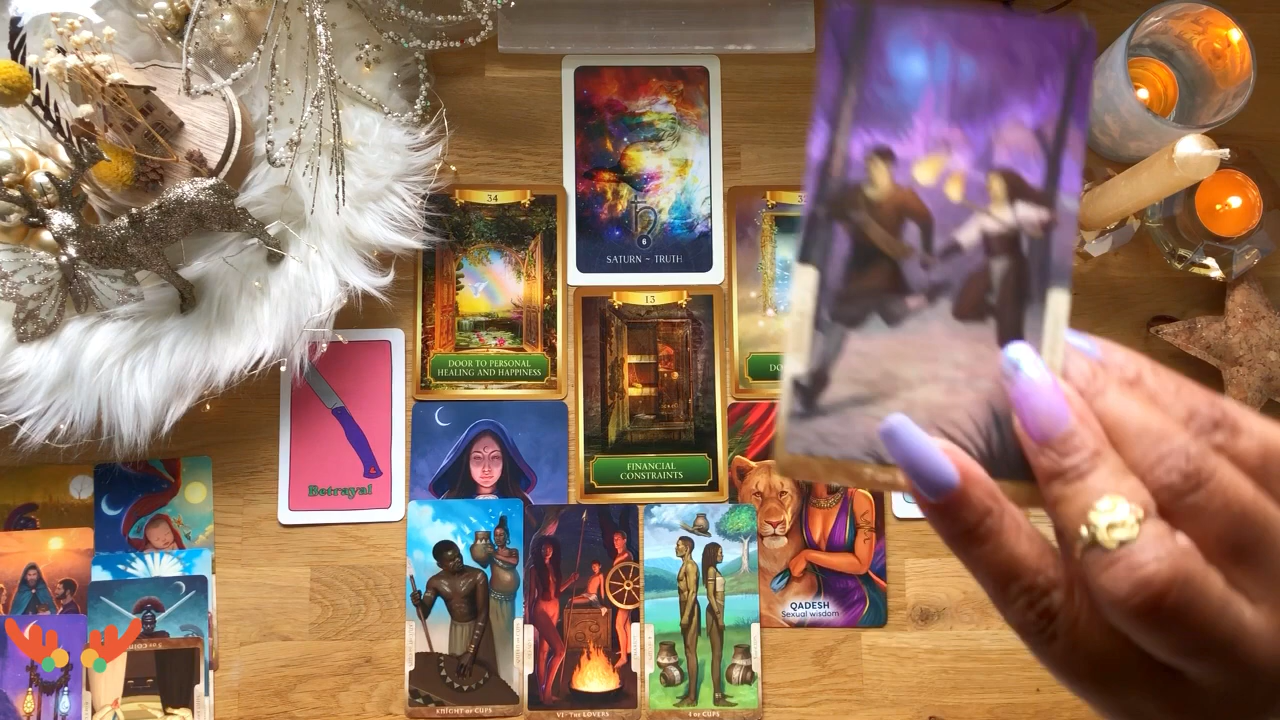 6
SATURN ~ TRUTH
34
DOOR TO PERSONAL
HEALING AND HAPPINESS
13
FINANCIAL
CONSTRAINTS
Betrayal
QADESH
Sexual wisdom
KNIGHT OF CUPS
VI - THE LOVERS
4 OF CUPS